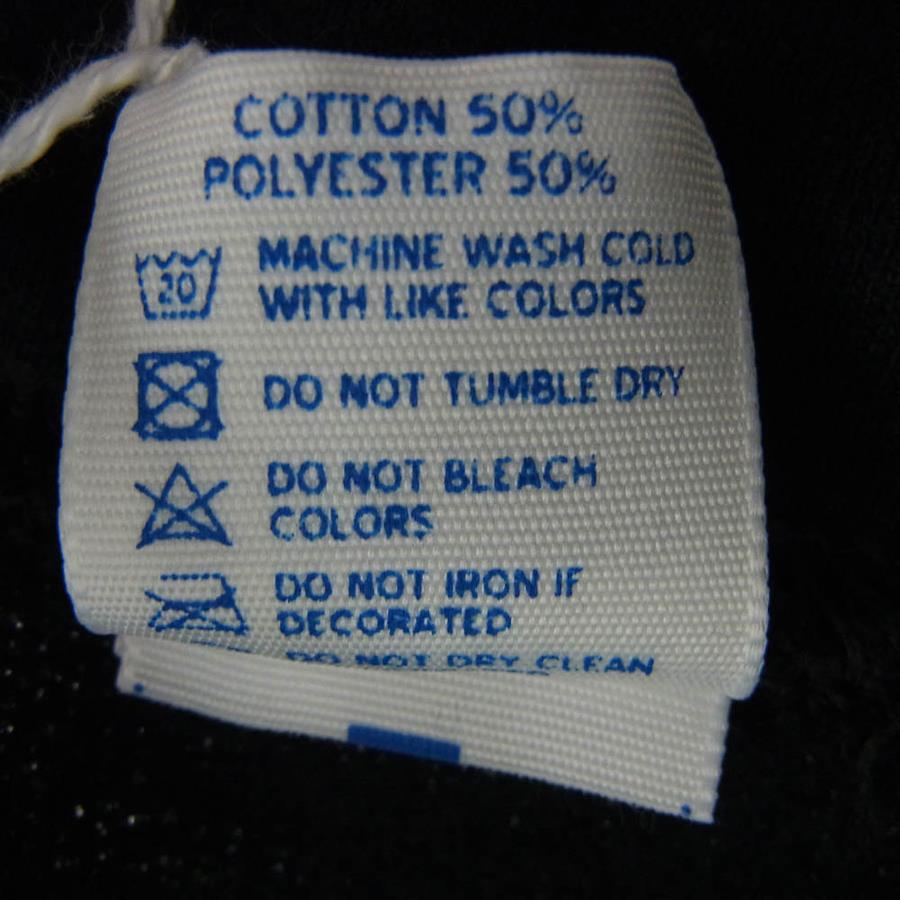 COTTON 50%
POLYESTER 50%
20
MACHINE WASH COLD
WITH LIKE COLORS
DO NOT TUMBLE DRY
DO NOT BLEACH
COLORS
DO NOT IRON IF
DECORATED
DO NOT DRY CLEAN